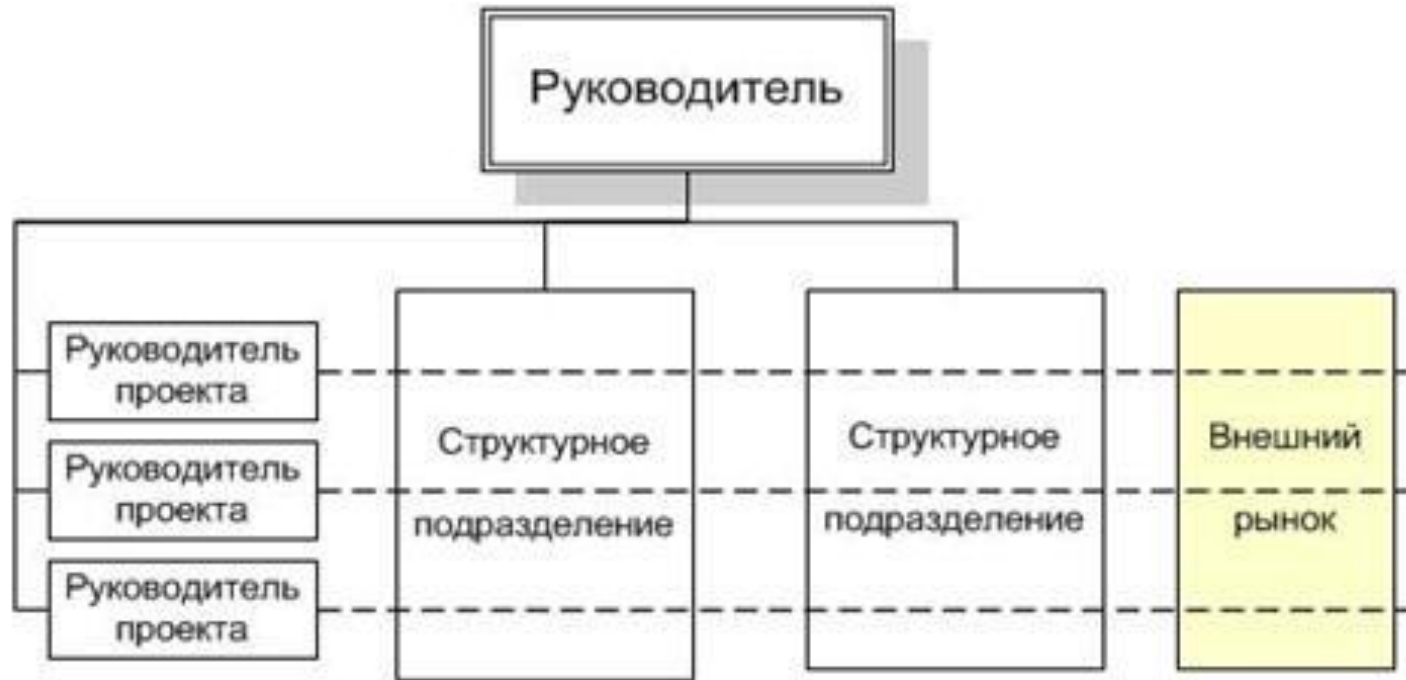 Руководитель
Руководитель
проекта
Руководитель
проекта
Руководитель
проекта
Структурное
подразделение
Структурное
подразделение
Внешний
рынок